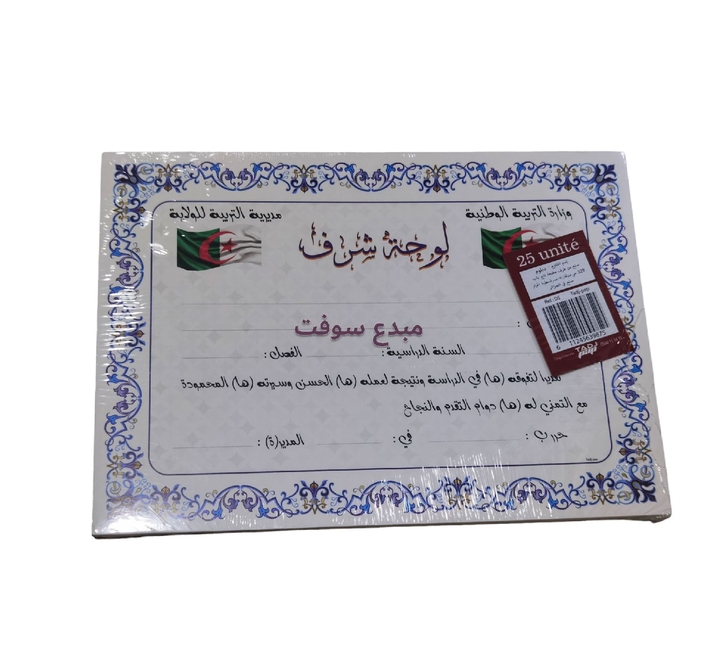 وزارة التربية الوطنية
مديرية التربية للولاية
لوحة شرف
25 unité
مبدع سوفت
السنة الدراسية :
الفصل :
تقديرا لتفوقه (ها) في الدراسة ونتيجة لعمله (ها) الحسن وسيرته (ها) المحمودة
مع التمني له (ها) دوام التقدم والنجاح
حرر ب :
في :
المدير(ة) :